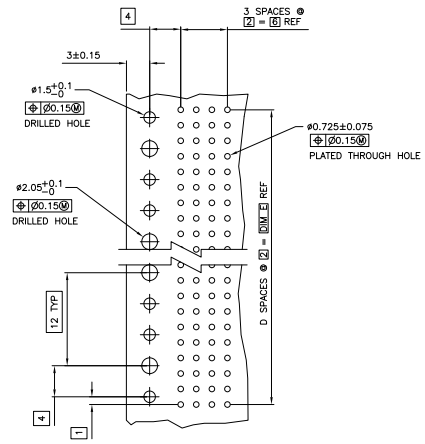 4
3 SPACES @
2 = 6 REF
3±0.15
ø1.5+0.1
-0
⌖ Ø0.15Ⓜ
DRILLED HOLE
ø0.725±0.075
⌖ Ø0.15Ⓜ
PLATED THROUGH HOLE
ø2.05+0.1
-0
⌖ Ø0.15Ⓜ
DRILLED HOLE
D SPACES @ 2 = DIM E REF
12 TYP
4
1